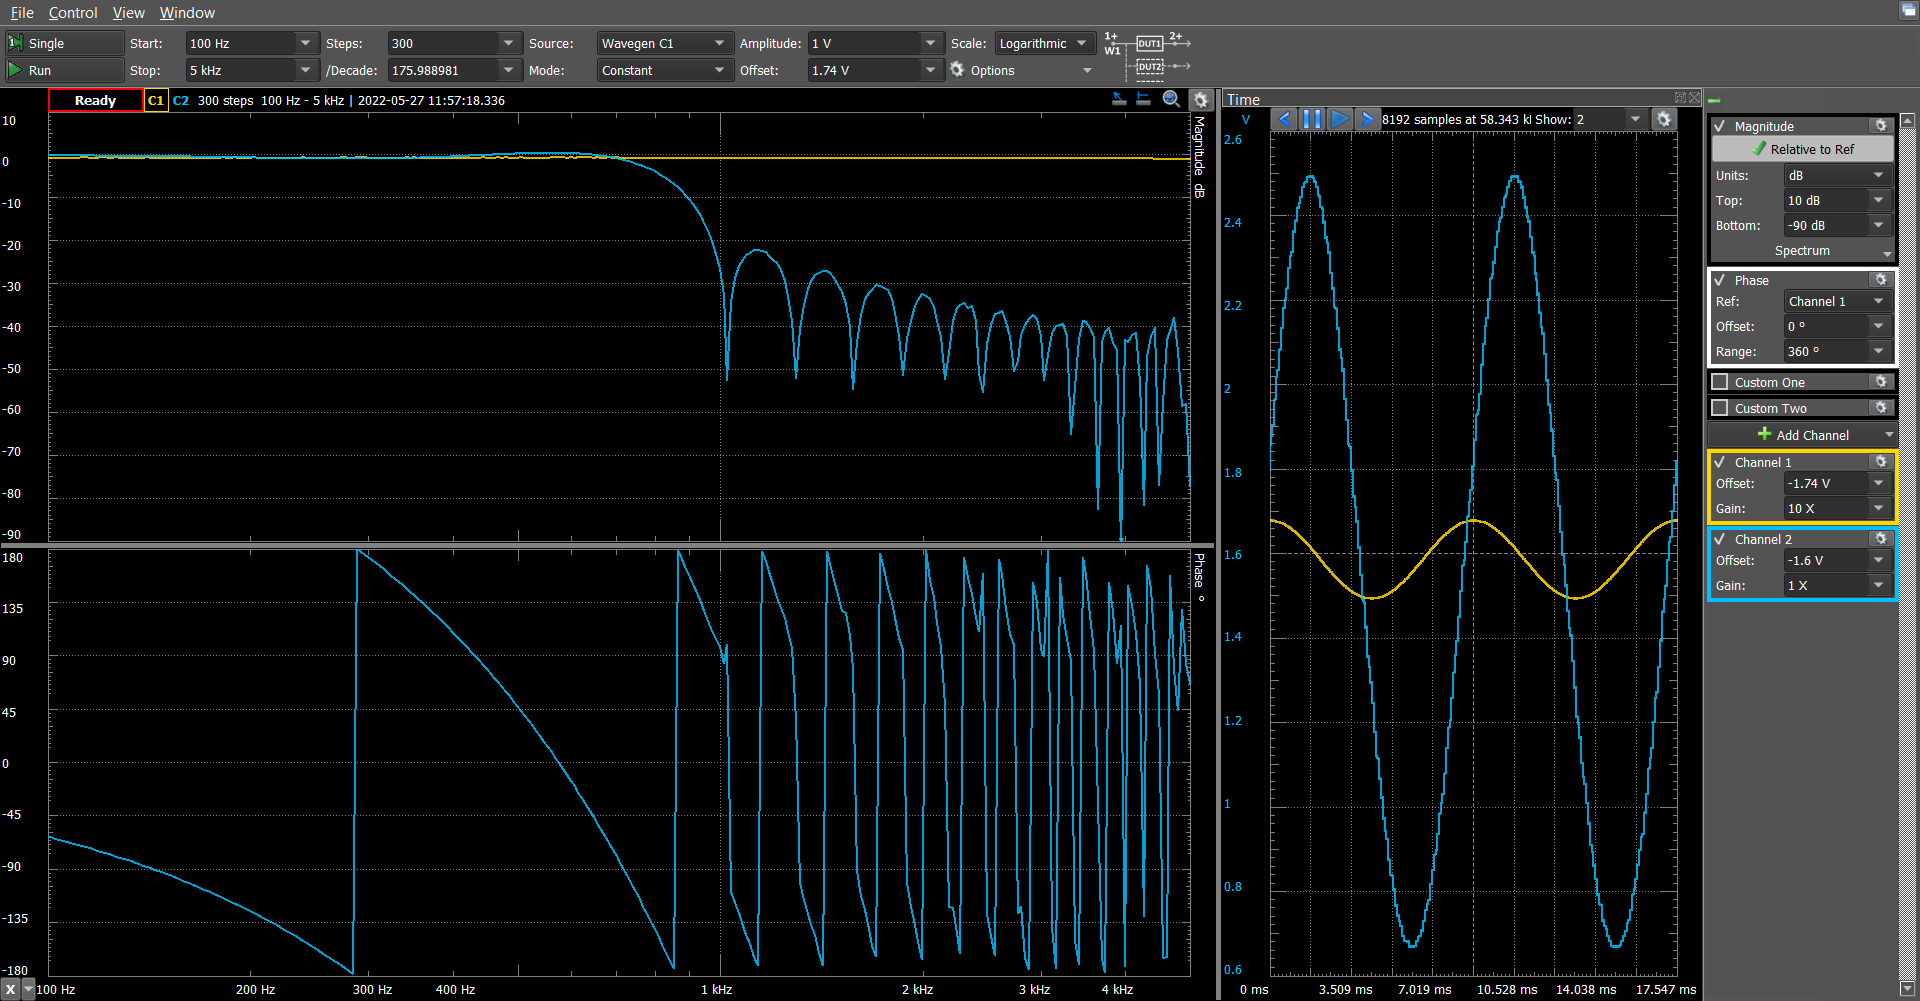 File Control View Window
Single Start: 100 Hz Steps: 300 Source: Wavegen C1 Amplitude: 1 V Scale: Logarithmic 1+ W1 DUT1 2+
Run Stop: 5 kHz /Decade: 175.988981 Mode: Constant Offset: 1.74 V Options DUT2
Ready C1 C2 300 steps 100 Hz - 5 kHz | 2022-05-27 11:57:18.336
10
0
-10
-20
-30
-40
-50
-60
-70
-80
-90
Magnitude dB
180
135
90
45
0
-45
-90
-135
-180
Phase º
X 100 Hz 200 Hz 300 Hz 400 Hz 1 kHz 2 kHz 3 kHz 4 kHz
Time
V 8192 samples at 58.343 kl Show: 2
2.6
2.4
2.2
2
1.8
1.6
1.4
1.2
1
0.8
0.6
0 ms 3.509 ms 7.019 ms 10.528 ms 14.038 ms 17.547 ms
Magnitude
Relative to Ref
Units: dB
Top: 10 dB
Bottom: -90 dB
Spectrum
Phase
Ref: Channel 1
Offset: 0 º
Range: 360 º
Custom One
Custom Two
Add Channel
Channel 1
Offset: -1.74 V
Gain: 10 X
Channel 2
Offset: -1.6 V
Gain: 1 X